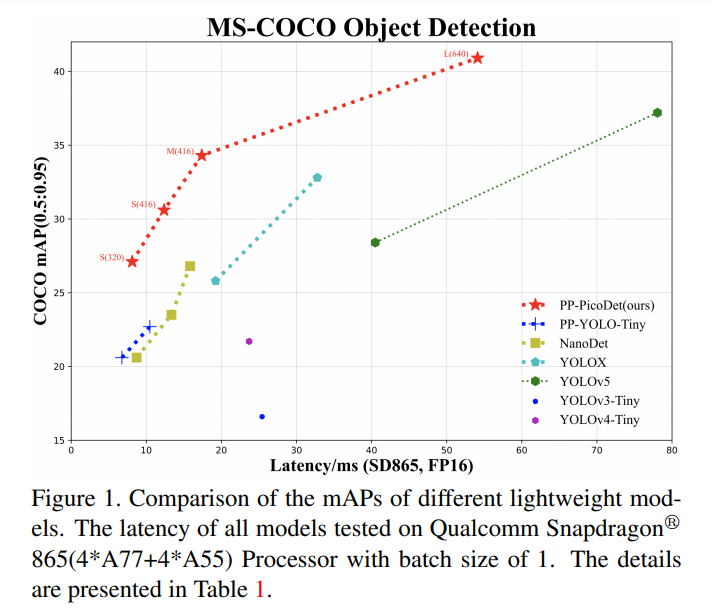 MS-COCO Object Detection
COCO mAP(0.5:0.95)
40
35
30
25
20
15
L(640)
M(416)
S(416)
S(320)
PP-PicoDet(ours)
PP-YOLO-Tiny
NanoDet
YOLOX
YOLOv5
YOLOv3-Tiny
YOLOv4-Tiny
0 10 20 30 40 50 60 70 80
Latency/ms (SD865, FP16)
Figure 1. Comparison of the mAPs of different lightweight mod-
els. The latency of all models tested on Qualcomm Snapdragon®
865(4*A77+4*A55) Processor with batch size of 1. The details
are presented in Table 1.